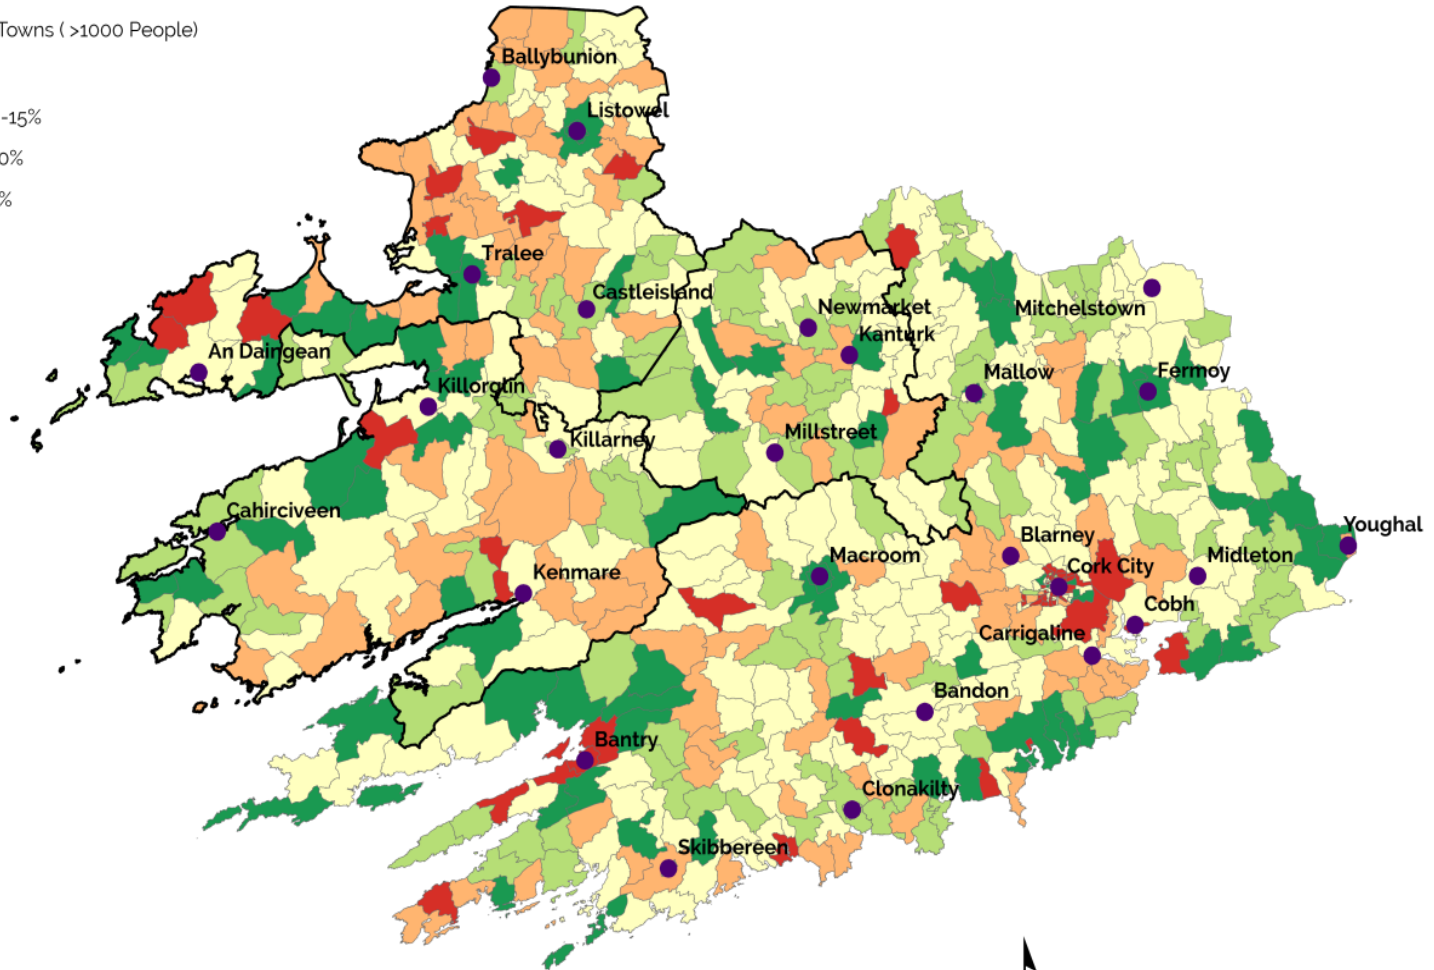 Towns ( >1000 People)
Ballybunion
-15%
Listowel
0%
%
Tralee
Castleisland
Newmarket
Mitchelstown
Kanturk
An Daingean
Mallow
Fermoy
Killorglin
Killarney
Millstreet
Cahirciveen
Youghal
Blarney
Macroom
Midleton
Cork City
Kenmare
Cobh
Carrigaline
Bandon
Bantry
Clonakilty
Skibbereen